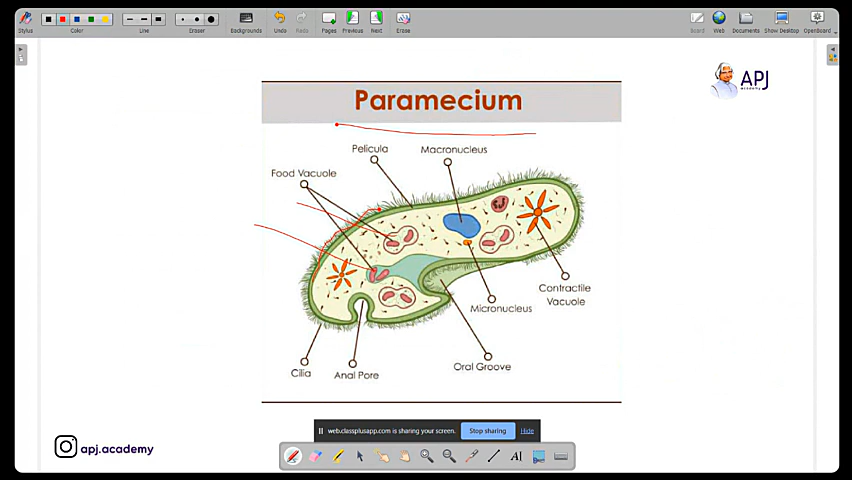 Stylus
Color
Line
Eraser
Backgrounds
Undo
Redo
Pages
Previous
Next
Erase
Board
Web
Documents
Show Desktop
OpenBoard
APJ
academy
Paramecium
Pelicula
Macronucleus
Food Vacuole
Contractile
Vacuole
Micronucleus
Oral Groove
Cilia
Anal Pore
web.classplusapp.com is sharing your screen.
Stop sharing
Hide
apj.academy
A